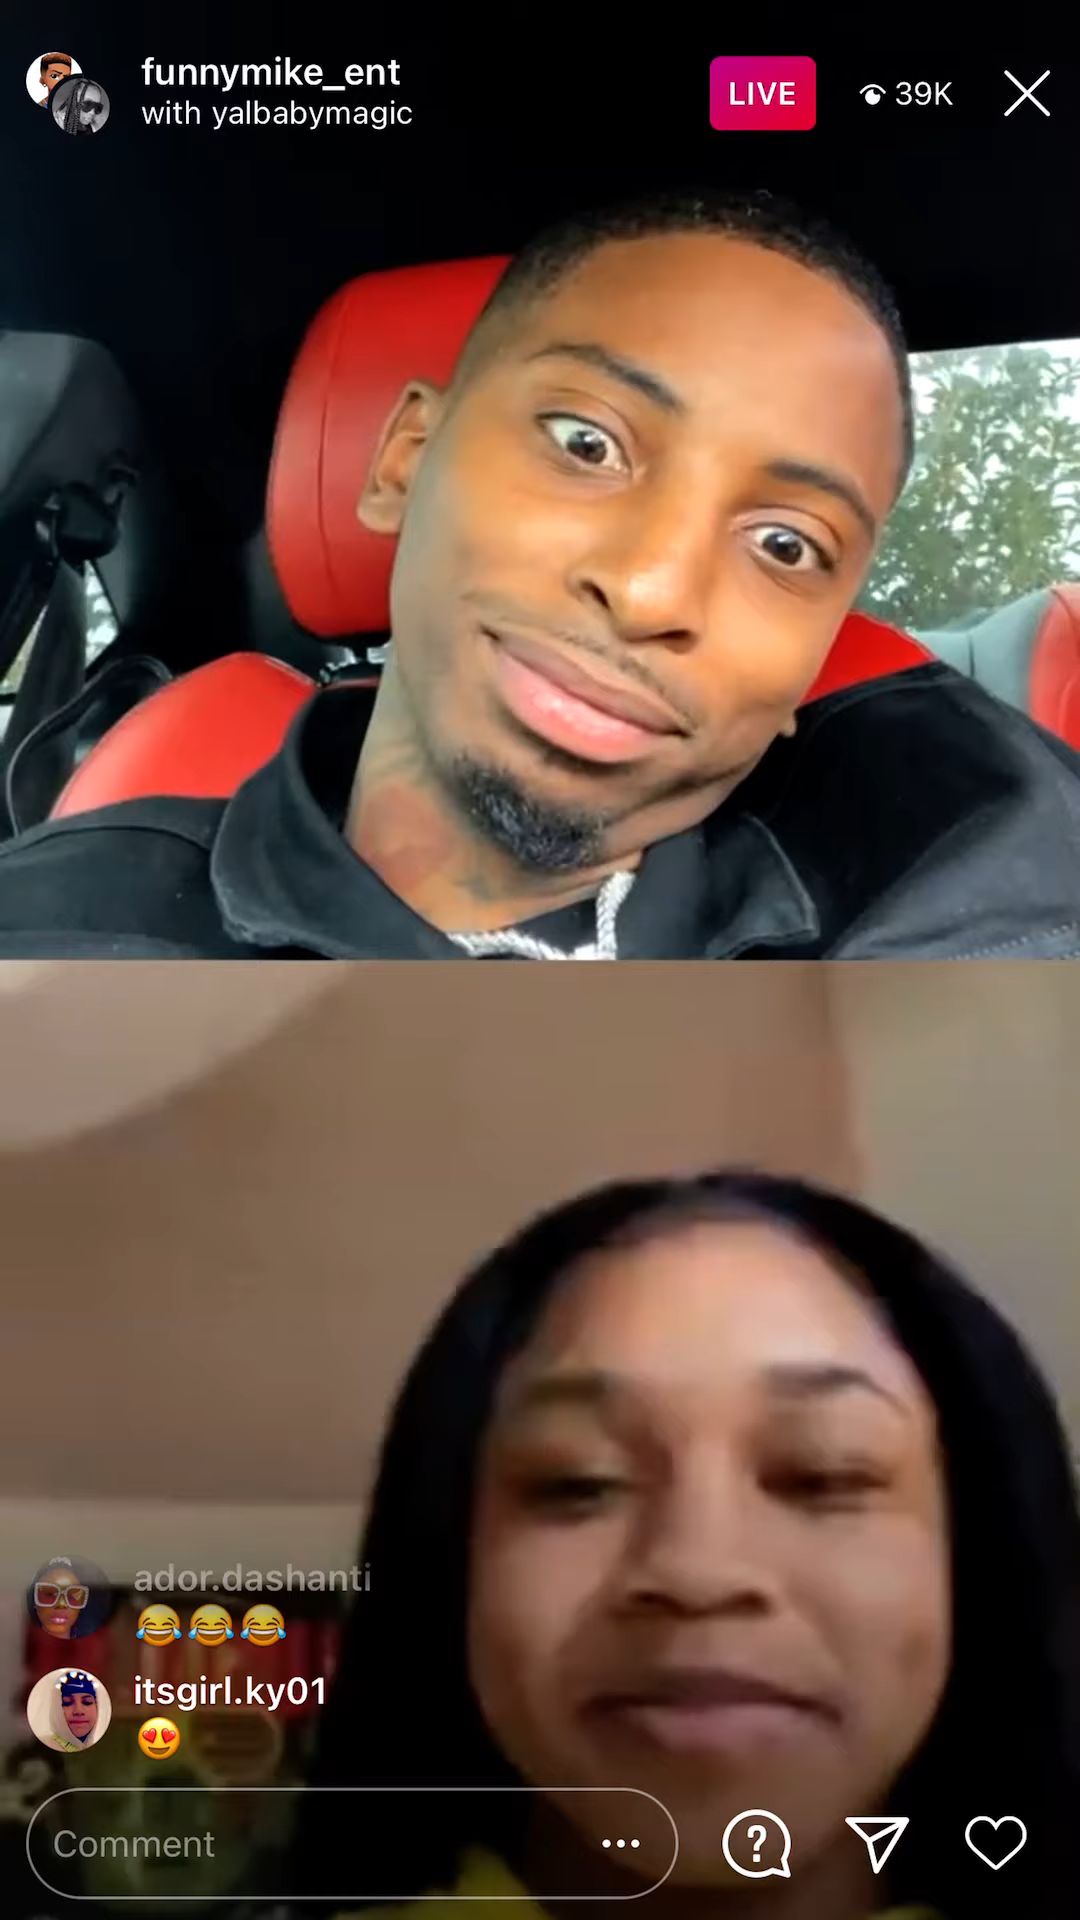 funnymike_ent
with yalbabymagic
LIVE
39K
ador.dashanti
😂😂😂
itsgirl.ky01
😍
Comment